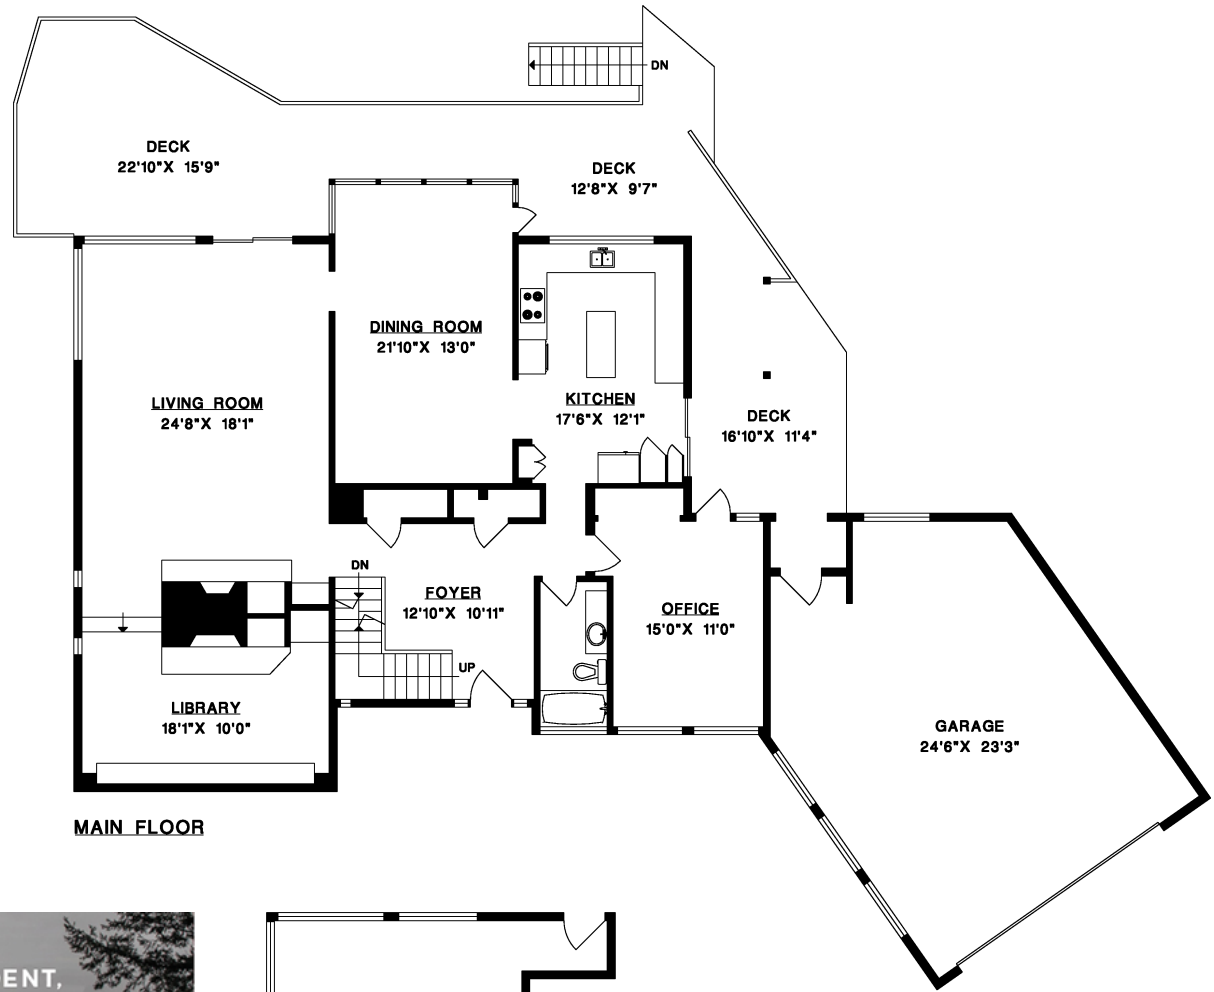 DN
DECK
22'10"X 15'9"
DECK
12'8"X 9'7"
DINING ROOM
21'10"X 13'0"
LIVING ROOM
24'8"X 18'1"
KITCHEN
17'6"X 12'1"
DECK
16'10"X 11'4"
DN
FOYER
12'10"X 10'11"
OFFICE
15'0"X 11'0"
UP
LIBRARY
18'1"X 10'0"
GARAGE
24'6"X 23'3"
MAIN FLOOR